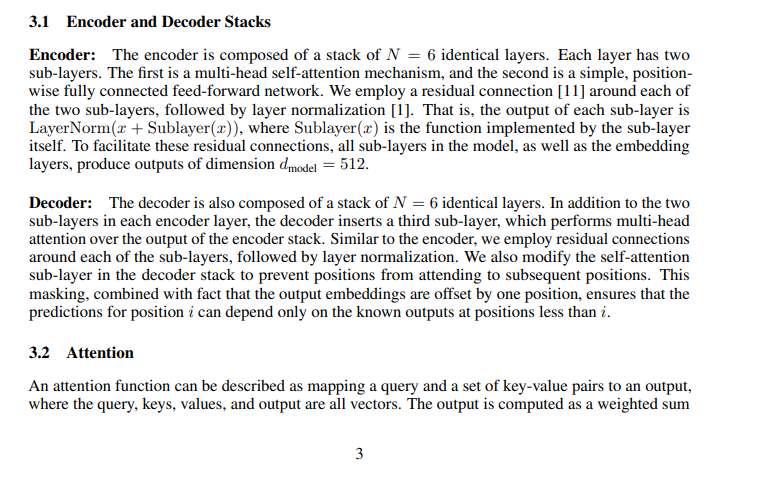 3.1 Encoder and Decoder Stacks
Encoder: The encoder is composed of a stack of N = 6 identical layers. Each layer has two
sub-layers. The first is a multi-head self-attention mechanism, and the second is a simple, position-
wise fully connected feed-forward network. We employ a residual connection [11] around each of
the two sub-layers, followed by layer normalization [1]. That is, the output of each sub-layer is
LayerNorm(x + Sublayer(x)), where Sublayer(x) is the function implemented by the sub-layer
itself. To facilitate these residual connections, all sub-layers in the model, as well as the embedding
layers, produce outputs of dimension d_model = 512.
Decoder: The decoder is also composed of a stack of N = 6 identical layers. In addition to the two
sub-layers in each encoder layer, the decoder inserts a third sub-layer, which performs multi-head
attention over the output of the encoder stack. Similar to the encoder, we employ residual connections
around each of the sub-layers, followed by layer normalization. We also modify the self-attention
sub-layer in the decoder stack to prevent positions from attending to subsequent positions. This
masking, combined with fact that the output embeddings are offset by one position, ensures that the
predictions for position i can depend only on the known outputs at positions less than i.
3.2 Attention
An attention function can be described as mapping a query and a set of key-value pairs to an output,
where the query, keys, values, and output are all vectors. The output is computed as a weighted sum
3